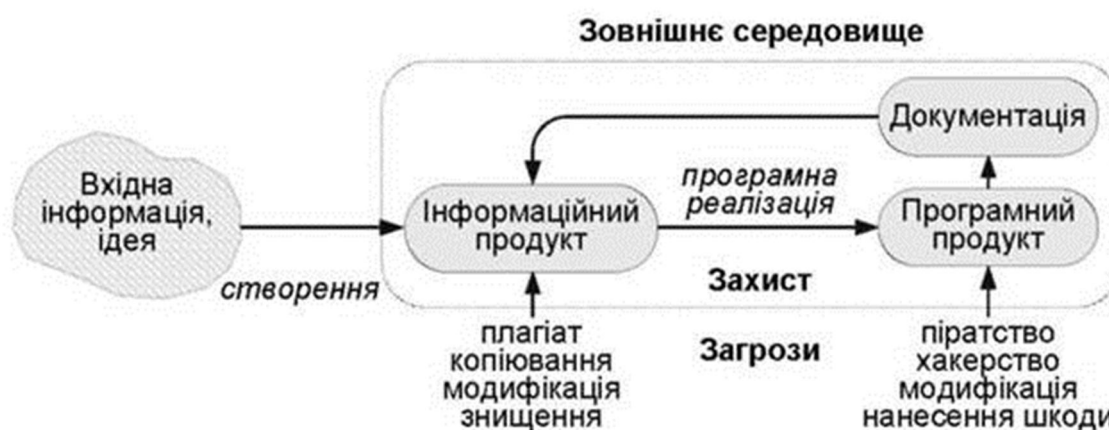 Зовнішнє середовище
Документація
Вхідна
інформація,
ідея
створення
Інформаційний
продукт
програмна
реалізація
Програмний
продукт
Захист
Загрози
плагіат
копіювання
модифікація
знищення
піратство
хакерство
модифікація
нанесення шкоди